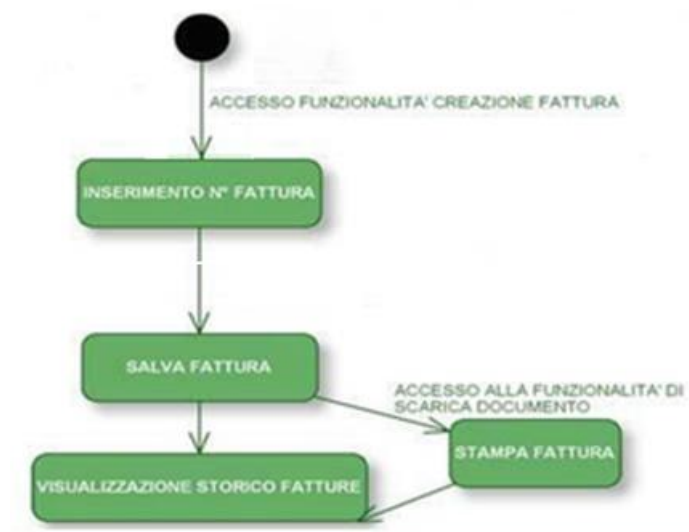 ACCESSO FUNZIONALITA' CREAZIONE FATTURA
INSERIMENTO N° FATTURA
SALVA FATTURA
ACCESSO ALLA FUNZIONALITA' DI
SCARICA DOCUMENTO
STAMPA FATTURA
VISUALIZZAZIONE STORICO FATTURE